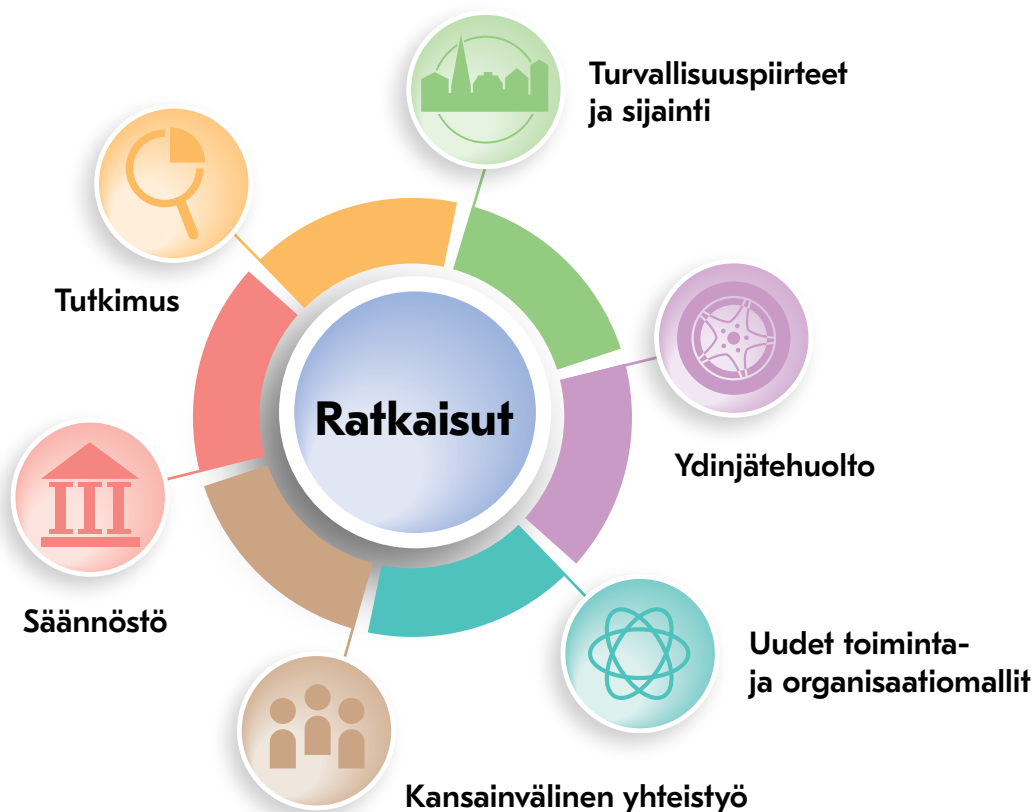 Turvallisuuspiirteet
ja sijainti
Tutkimus
Ratkaisut
Ydinjätehuolto
Säännöstö
Uudet toiminta-
ja organisaatiomallit
Kansainvälinen yhteistyö